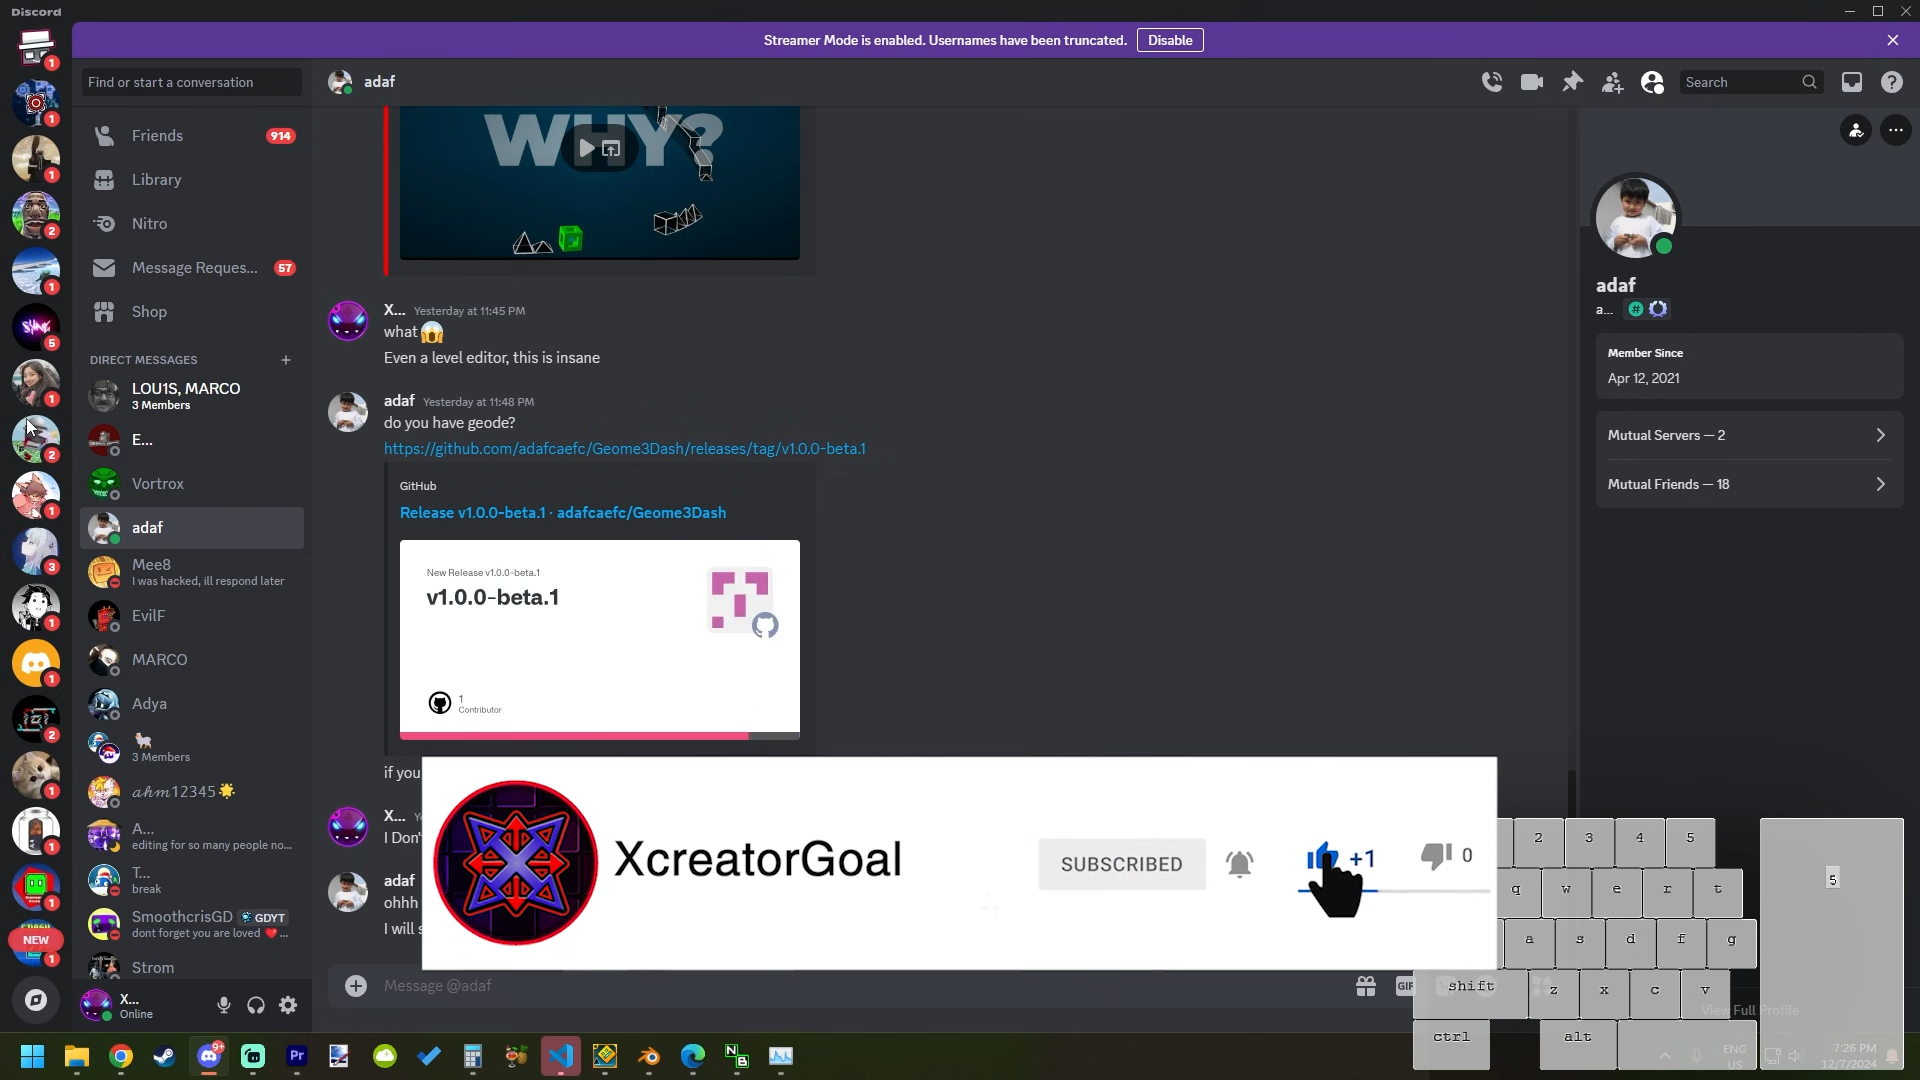 Discord
Streamer Mode is enabled. Usernames have been truncated.
Disable
Find or start a conversation
adaf
Search
Friends
914
Library
Nitro
Message Reques...
57
Shop
DIRECT MESSAGES
LOU1S, MARCO
3 Members
E...
Vortrox
adaf
Mee8
I was hacked, ill respond later
EvilF
MARCO
Adya
3 Members
𝓪𝓱𝓶12345
A...
editing for so many people no...
T...
break
SmoothcrisGD GDYT
dont forget you are loved ❤️...
Strom
X...
Online
NEW
WHY?
X... Yesterday at 11:45 PM
what 😱
Even a level editor, this is insane
adaf Yesterday at 11:48 PM
do you have geode?
https://github.com/adafcaefc/Geome3Dash/releases/tag/v1.0.0-beta.1
GitHub
Release v1.0.0-beta.1 · adafcaefc/Geome3Dash
New Release v1.0.0-beta.1
v1.0.0-beta.1
1
Contributor
if you
X...
I Don'
adaf
ohhh
I will
Message @adaf
GIF
XcreatorGoal
SUBSCRIBED
+1
0
adaf
a...
Member Since
Apr 12, 2021
Mutual Servers — 2
Mutual Friends — 18
View Full Profile
2 3 4 5
q w e r t
a s d f g
shift z x c v
ctrl alt
5
ENG
US
7:26 PM
12/7/2024